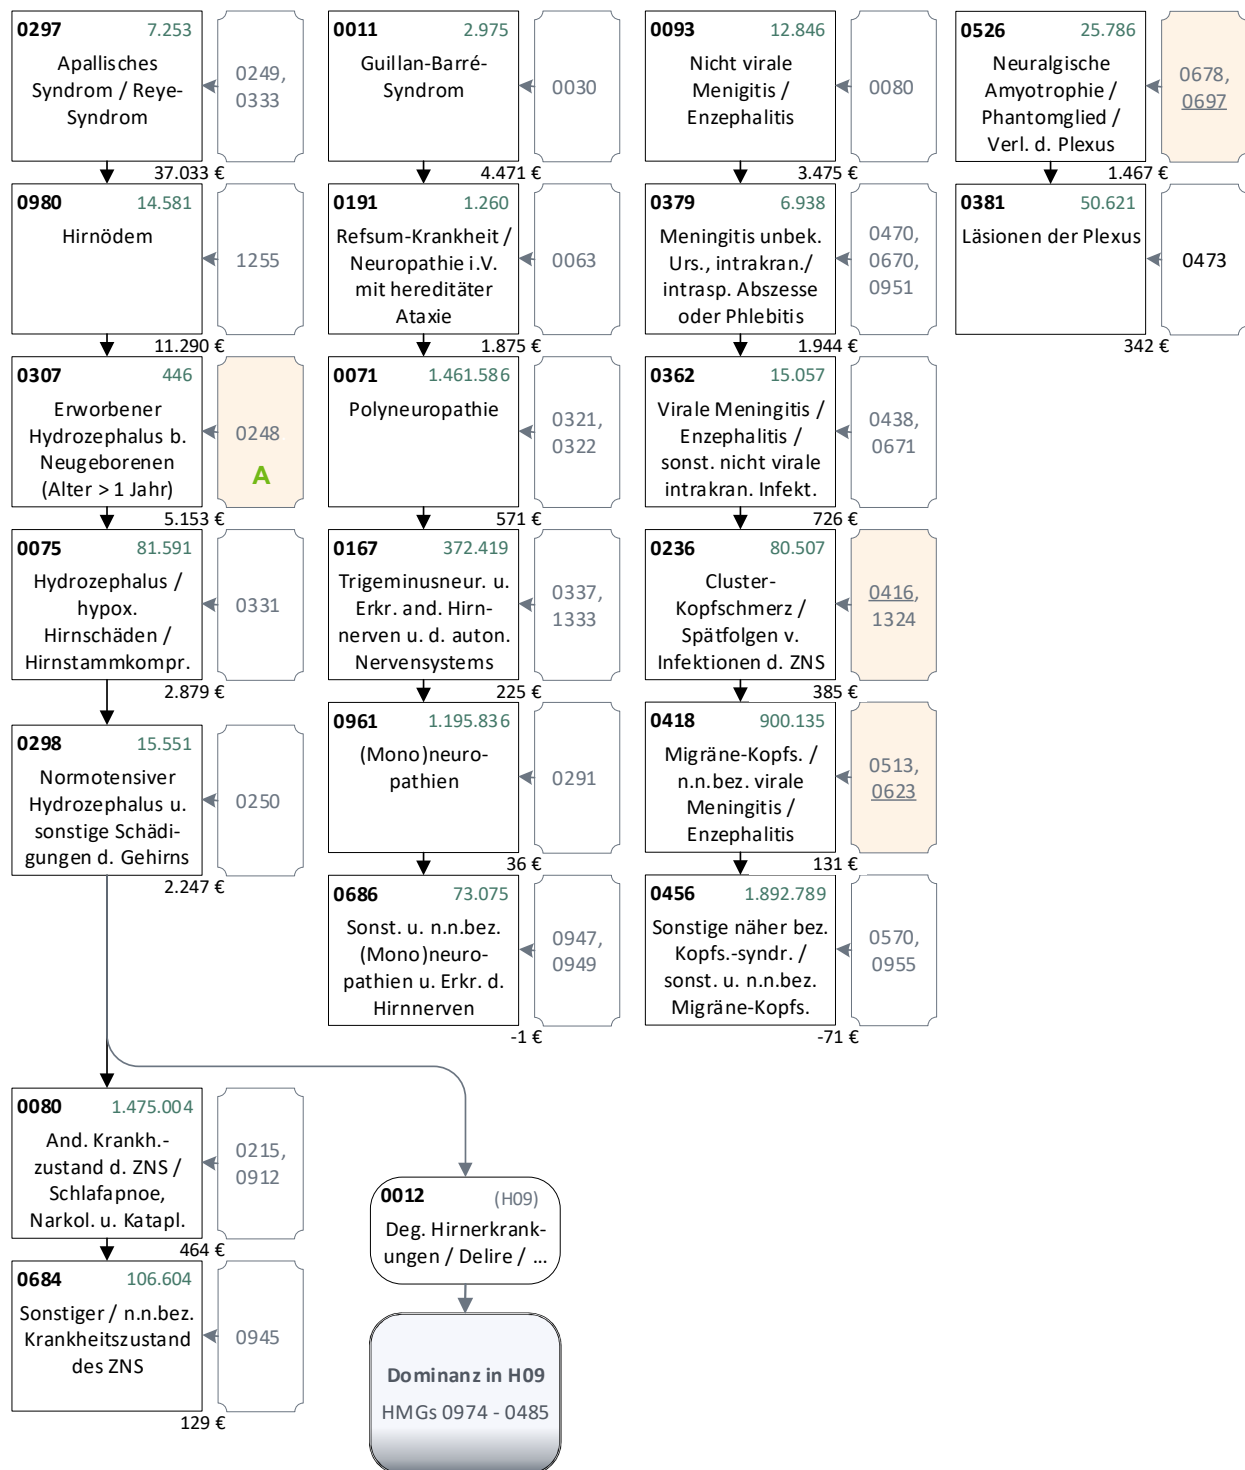 0297 7.253
Apallisches
Syndrom / Reye-
Syndrom
0249,
0333
37.033 €
0980 14.581
Hirnödem
1255
11.290 €
0307 446
Erworbener
Hydrozephalus b.
Neugeborenen
(Alter > 1 Jahr)
0248
A
5.153 €
0075 81.591
Hydrozephalus /
hypox.
Hirnschäden /
Hirnstammkompr.
0331
2.879 €
0298 15.551
Normotensiver
Hydrozephalus u.
sonstige Schädi-
gungen d. Gehirns
0250
2.247 €
0080 1.475.004
And. Krankh.-
zustand d. ZNS /
Schlafapnoe,
Narkol. u. Katapl.
0215,
0912
464 €
0684 106.604
Sonstiger / n.n.bez.
Krankheitszustand
des ZNS
0945
129 €
0011 2.975
Guillan-Barré-
Syndrom
0030
4.471 €
0191 1.260
Refsum-Krankheit /
Neuropathie i.V.
mit hereditäter
Ataxie
0063
1.875 €
0071 1.461.586
Polyneuropathie
0321,
0322
571 €
0167 372.419
Trigeminusneur. u.
Erkr. and. Hirn-
nerven u. d. auton.
Nervensystems
0337,
1333
225 €
0961 1.195.836
(Mono)neuro-
pathien
0291
36 €
0686 73.075
Sonst. u. n.n.bez.
(Mono)neuro-
pathien u. Erkr. d.
Hirnnerven
0947,
0949
-1 €
0012 (H09)
Deg. Hirnerkrank-
ungen / Delire / ...
Dominanz in H09
HMGs 0974 - 0485
0093 12.846
Nicht virale
Menigitis /
Enzephalitis
0080
3.475 €
0379 6.938
Meningitis unbek.
Urs., intrakran./
intrasp. Abszesse
oder Phlebitis
0470,
0670,
0951
1.944 €
0362 15.057
Virale Meningitis /
Enzephalitis /
sonst. nicht virale
intrakran. Infekt.
0438,
0671
726 €
0236 80.507
Cluster-
Kopfschmerz /
Spätfolgen v.
Infektionen d. ZNS
0416,
1324
385 €
0418 900.135
Migräne-Kopfs. /
n.n.bez. virale
Meningitis /
Enzephalitis
0513,
0623
131 €
0456 1.892.789
Sonstige näher bez.
Kopfs.-syndr. /
sonst. u. n.n.bez.
Migräne-Kopfs.
0570,
0955
-71 €
0526 25.786
Neuralgische
Amyotrophie /
Phantomglied /
Verl. d. Plexus
0678,
0697
1.467 €
0381 50.621
Läsionen der Plexus
0473
342 €